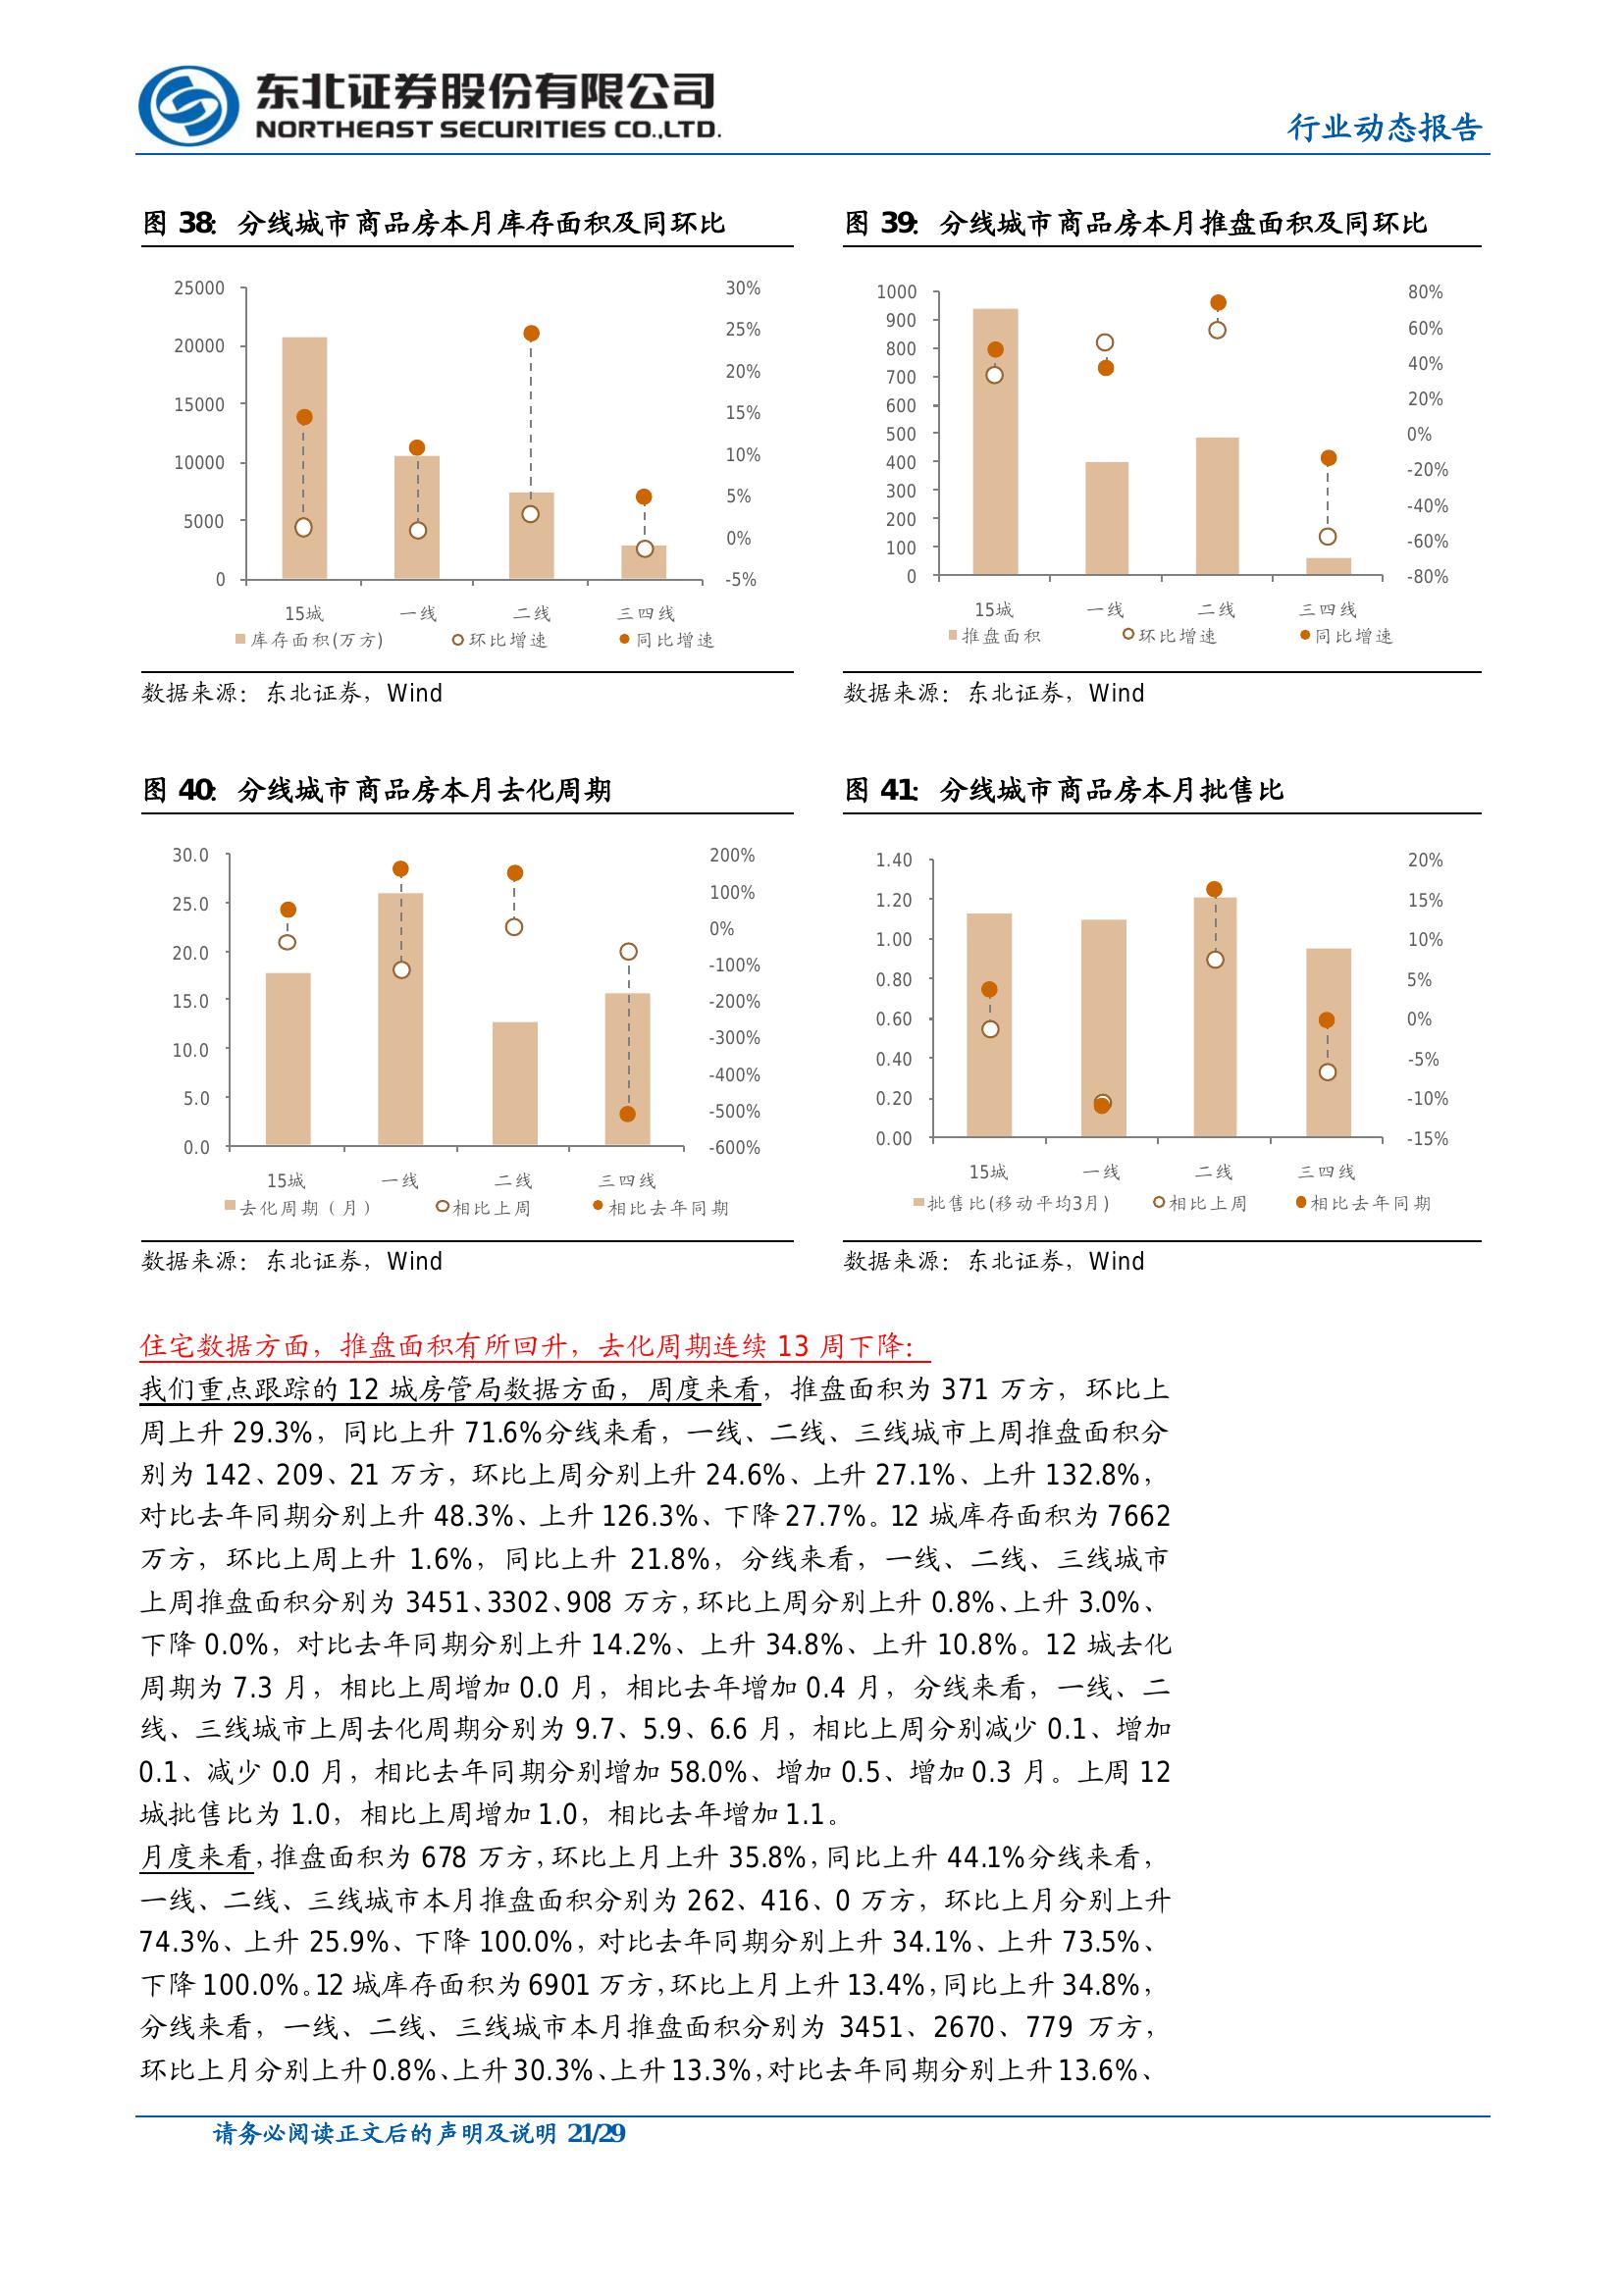 东北证券股份有限公司
NORTHEAST SECURITIES CO.,LTD.
行业动态报告
图 38：分线城市商品房本月库存面积及同环比
25000
20000
15000
10000
5000
0
30%
25%
20%
15%
10%
5%
0%
-5%
15城 一线 二线 三四线
库存面积(万方) 环比增速 同比增速
数据来源：东北证券，Wind
图 39：分线城市商品房本月推盘面积及同环比
1000
900
800
700
600
500
400
300
200
100
0
80%
60%
40%
20%
0%
-20%
-40%
-60%
-80%
15城 一线 二线 三四线
推盘面积 环比增速 同比增速
数据来源：东北证券，Wind
图 40：分线城市商品房本月去化周期
30.0
25.0
20.0
15.0
10.0
5.0
0.0
200%
100%
0%
-100%
-200%
-300%
-400%
-500%
-600%
15城 一线 二线 三四线
去化周期（月） 相比上周 相比去年同期
数据来源：东北证券，Wind
图 41：分线城市商品房本月批售比
1.40
1.20
1.00
0.80
0.60
0.40
0.20
0.00
20%
15%
10%
5%
0%
-5%
-10%
-15%
15城 一线 二线 三四线
批售比(移动平均3月) 相比上周 相比去年同期
数据来源：东北证券，Wind
住宅数据方面，推盘面积有所回升，去化周期连续 13 周下降：
我们重点跟踪的 12 城房管局数据方面，周度来看，推盘面积为 371 万方，环比上
周上升 29.3%，同比上升 71.6%分线来看，一线、二线、三线城市上周推盘面积分
别为 142、209、21 万方，环比上周分别上升 24.6%、上升 27.1%、上升 132.8%，
对比去年同期分别上升 48.3%、上升 126.3%、下降 27.7%。12 城库存面积为 7662
万方，环比上周上升 1.6%，同比上升 21.8%，分线来看，一线、二线、三线城市
上周推盘面积分别为 3451、3302、908 万方，环比上周分别上升 0.8%、上升 3.0%、
下降 0.0%，对比去年同期分别上升 14.2%、上升 34.8%、上升 10.8%。12 城去化
周期为 7.3 月，相比上周增加 0.0 月，相比去年增加 0.4 月，分线来看，一线、二
线、三线城市上周去化周期分别为 9.7、5.9、6.6 月，相比上周分别减少 0.1、增加
0.1、减少 0.0 月，相比去年同期分别增加 58.0%、增加 0.5、增加 0.3 月。上周 12
城批售比为 1.0，相比上周增加 1.0，相比去年增加 1.1。
月度来看，推盘面积为 678 万方，环比上月上升 35.8%，同比上升 44.1%分线来看，
一线、二线、三线城市本月推盘面积分别为 262、416、0 万方，环比上月分别上升
74.3%、上升 25.9%、下降 100.0%，对比去年同期分别上升 34.1%、上升 73.5%、
下降 100.0%。12 城库存面积为 6901 万方，环比上月上升 13.4%，同比上升 34.8%，
分线来看，一线、二线、三线城市本月推盘面积分别为 3451、2670、779 万方，
环比上月分别上升 0.8%、上升 30.3%、上升 13.3%，对比去年同期分别上升 13.6%、
请务必阅读正文后的声明及说明 21/29